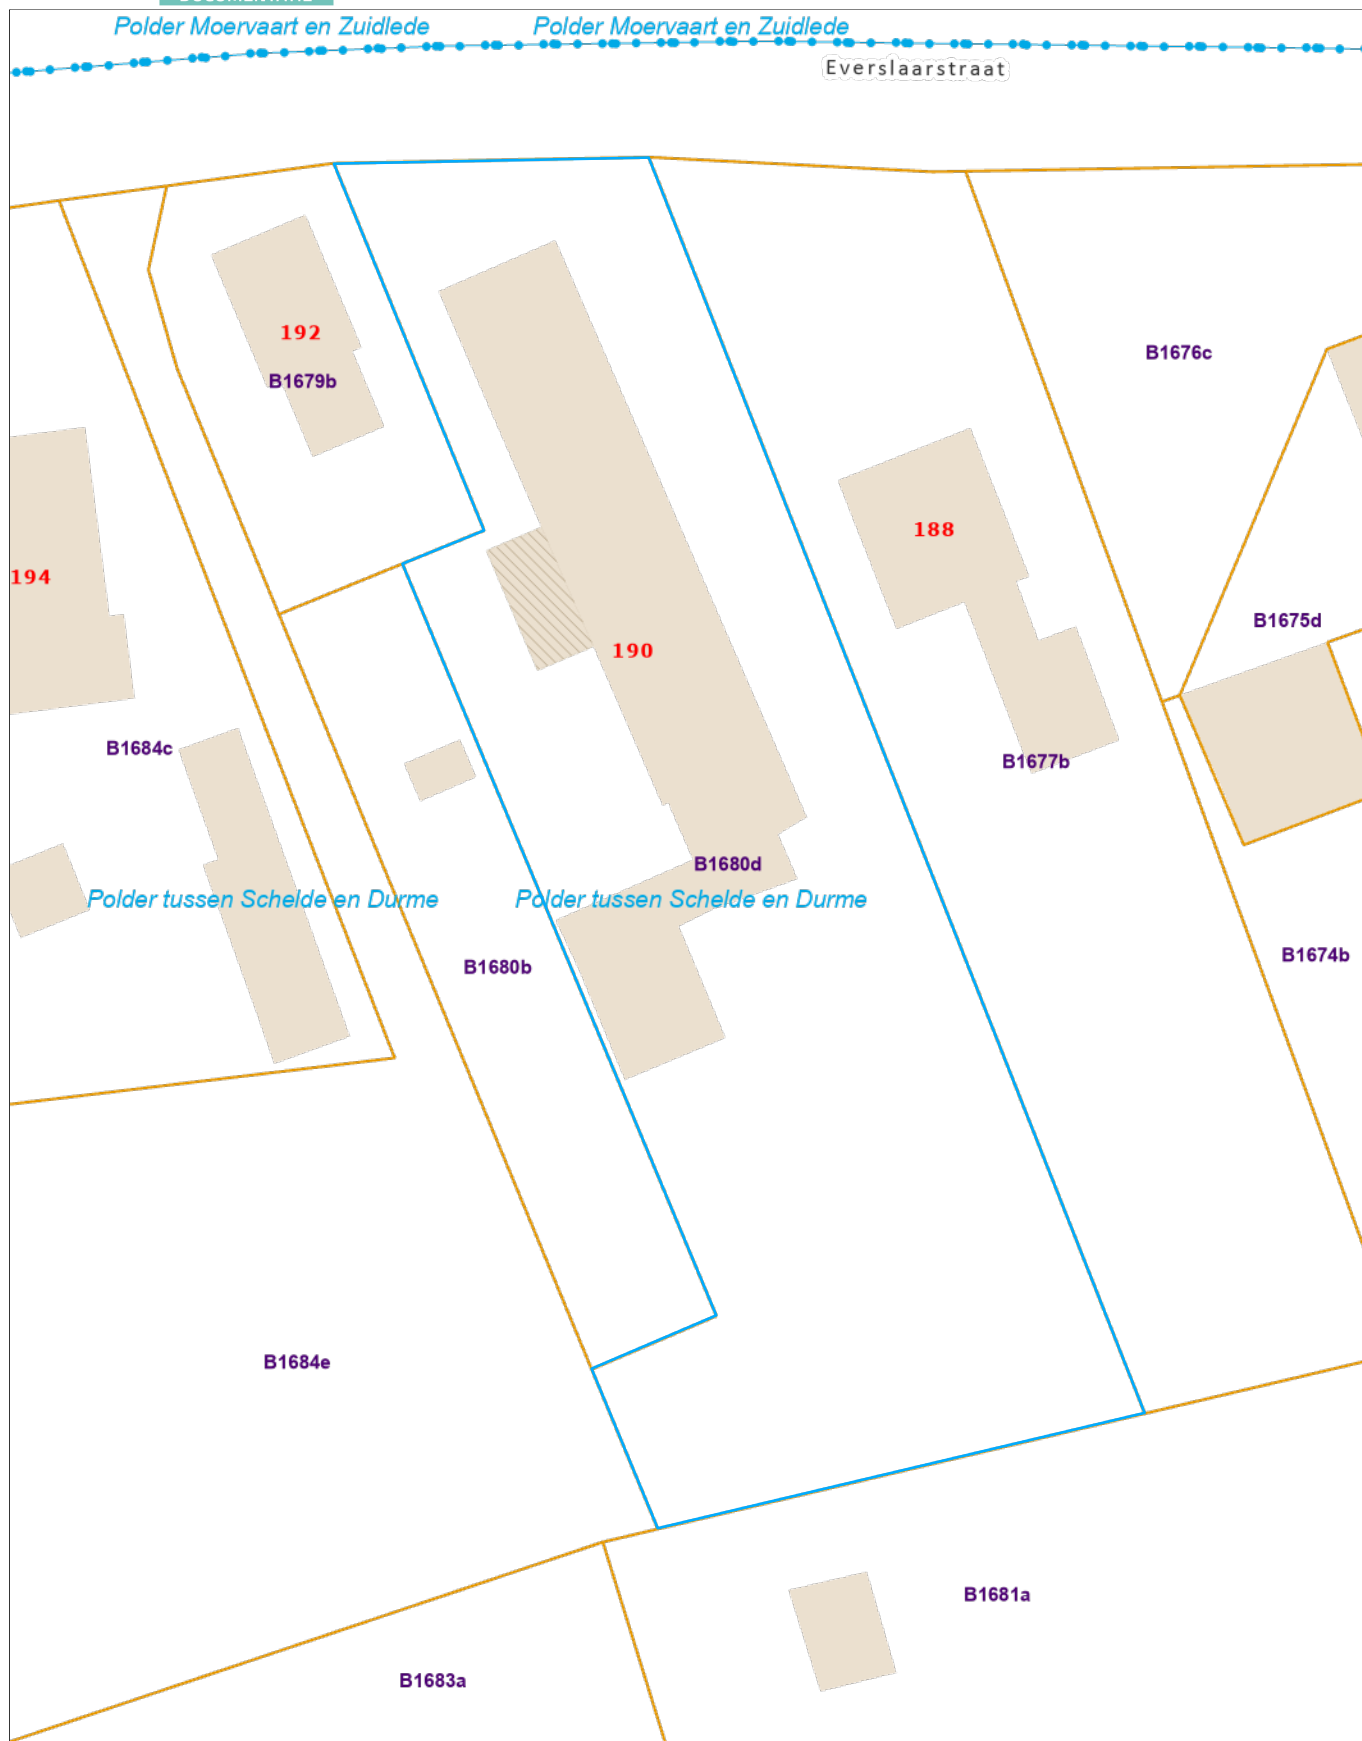 Polder Moervaart en Zuidlede
Polder Moervaart en Zuidlede
Everslaarstraat
192
B1676c
B1679b
188
194
B1675d
190
B1684c
B1677b
B1680d
Polder tussen Schelde en Durme
Polder tussen Schelde en Durme
B1674b
B1680b
B1684e
B1681a
B1683a